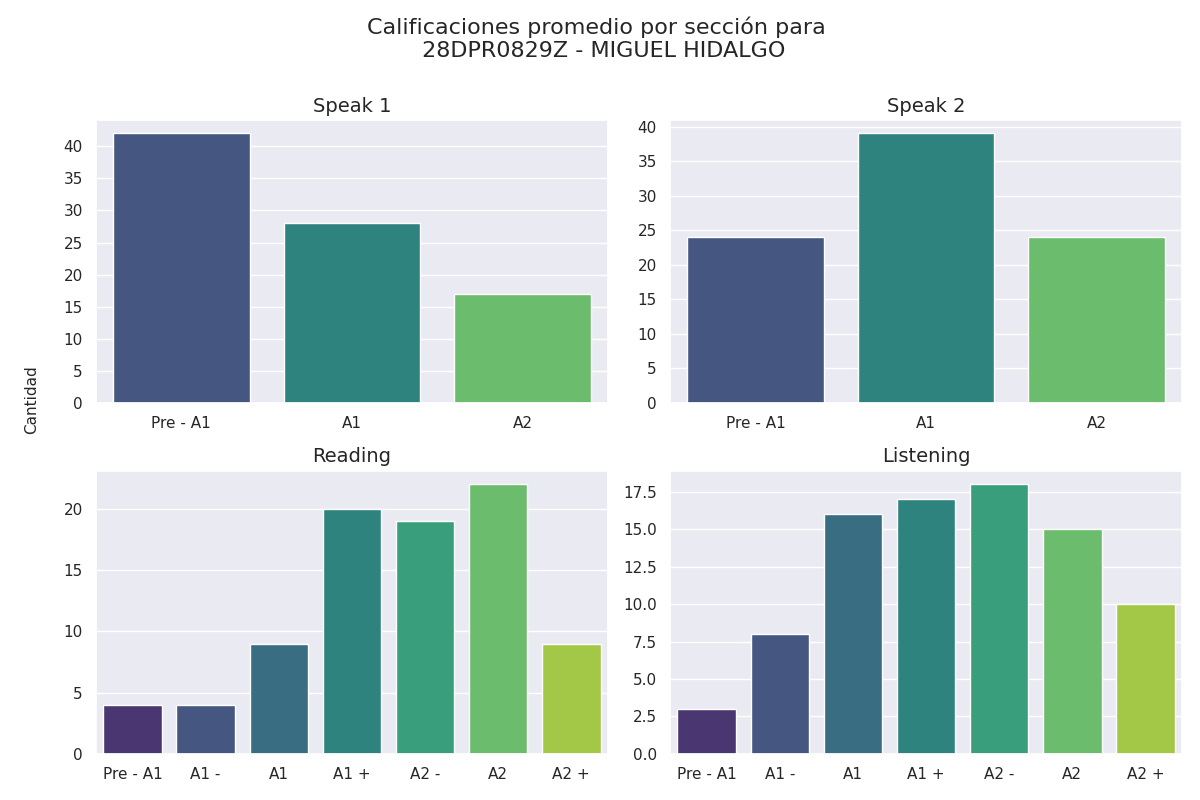 Calificaciones promedio por sección para
28DPR0829Z - MIGUEL HIDALGO
Cantidad
Speak 1
40
35
30
25
20
15
10
5
0
Pre - A1 A1 A2
Speak 2
40
35
30
25
20
15
10
5
0
Pre - A1 A1 A2
Reading
20
15
10
5
0
Pre - A1 A1 - A1 A1 + A2 - A2 A2 +
Listening
17.5
15.0
12.5
10.0
7.5
5.0
2.5
0.0
Pre - A1 A1 - A1 A1 + A2 - A2 A2 +